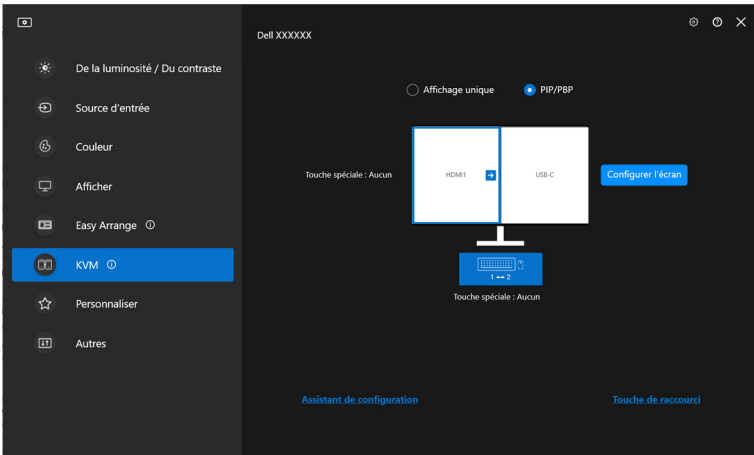 Dell XXXXXX
De la luminosité / Du contraste
Source d'entrée
Couleur
Afficher
Easy Arrange
KVM
Personnaliser
Autres
Affichage unique
PIP/PBP
Touche spéciale : Aucun
HDMI1
USB-C
Configurer l'écran
1 ↔ 2
Touche spéciale : Aucun
Assistant de configuration
Touche de raccourci